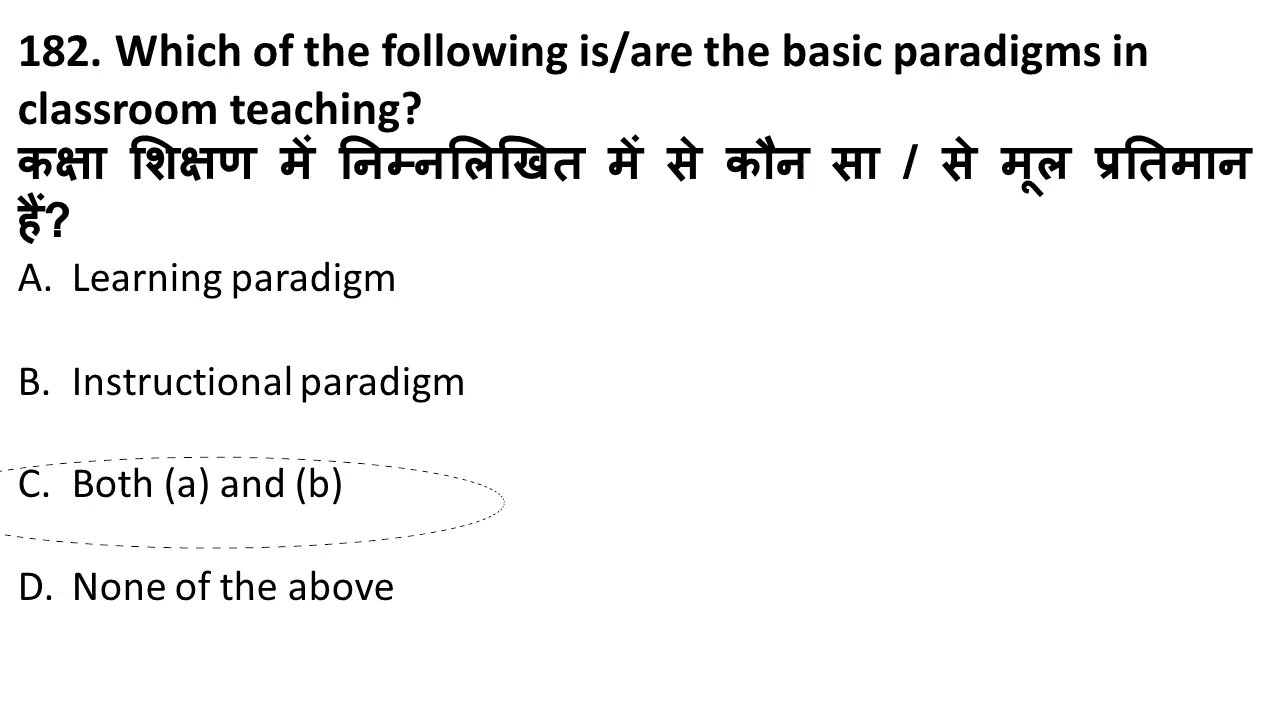 182. Which of the following is/are the basic paradigms in
classroom teaching?
कक्षा शिक्षण में निम्नलिखित में से कौन सा / से मूल प्रतिमान
हैं?
A. Learning paradigm
B. Instructional paradigm
C. Both (a) and (b)
D. None of the above